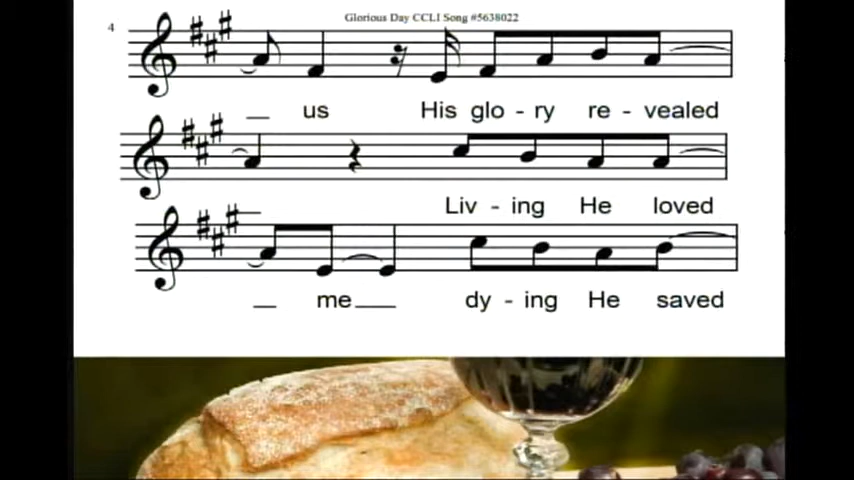 Glorious Day CCLI Song #5638022
4
_ us His glo - ry re - vealed
_ Liv - ing He loved
_ me___ dy - ing He saved